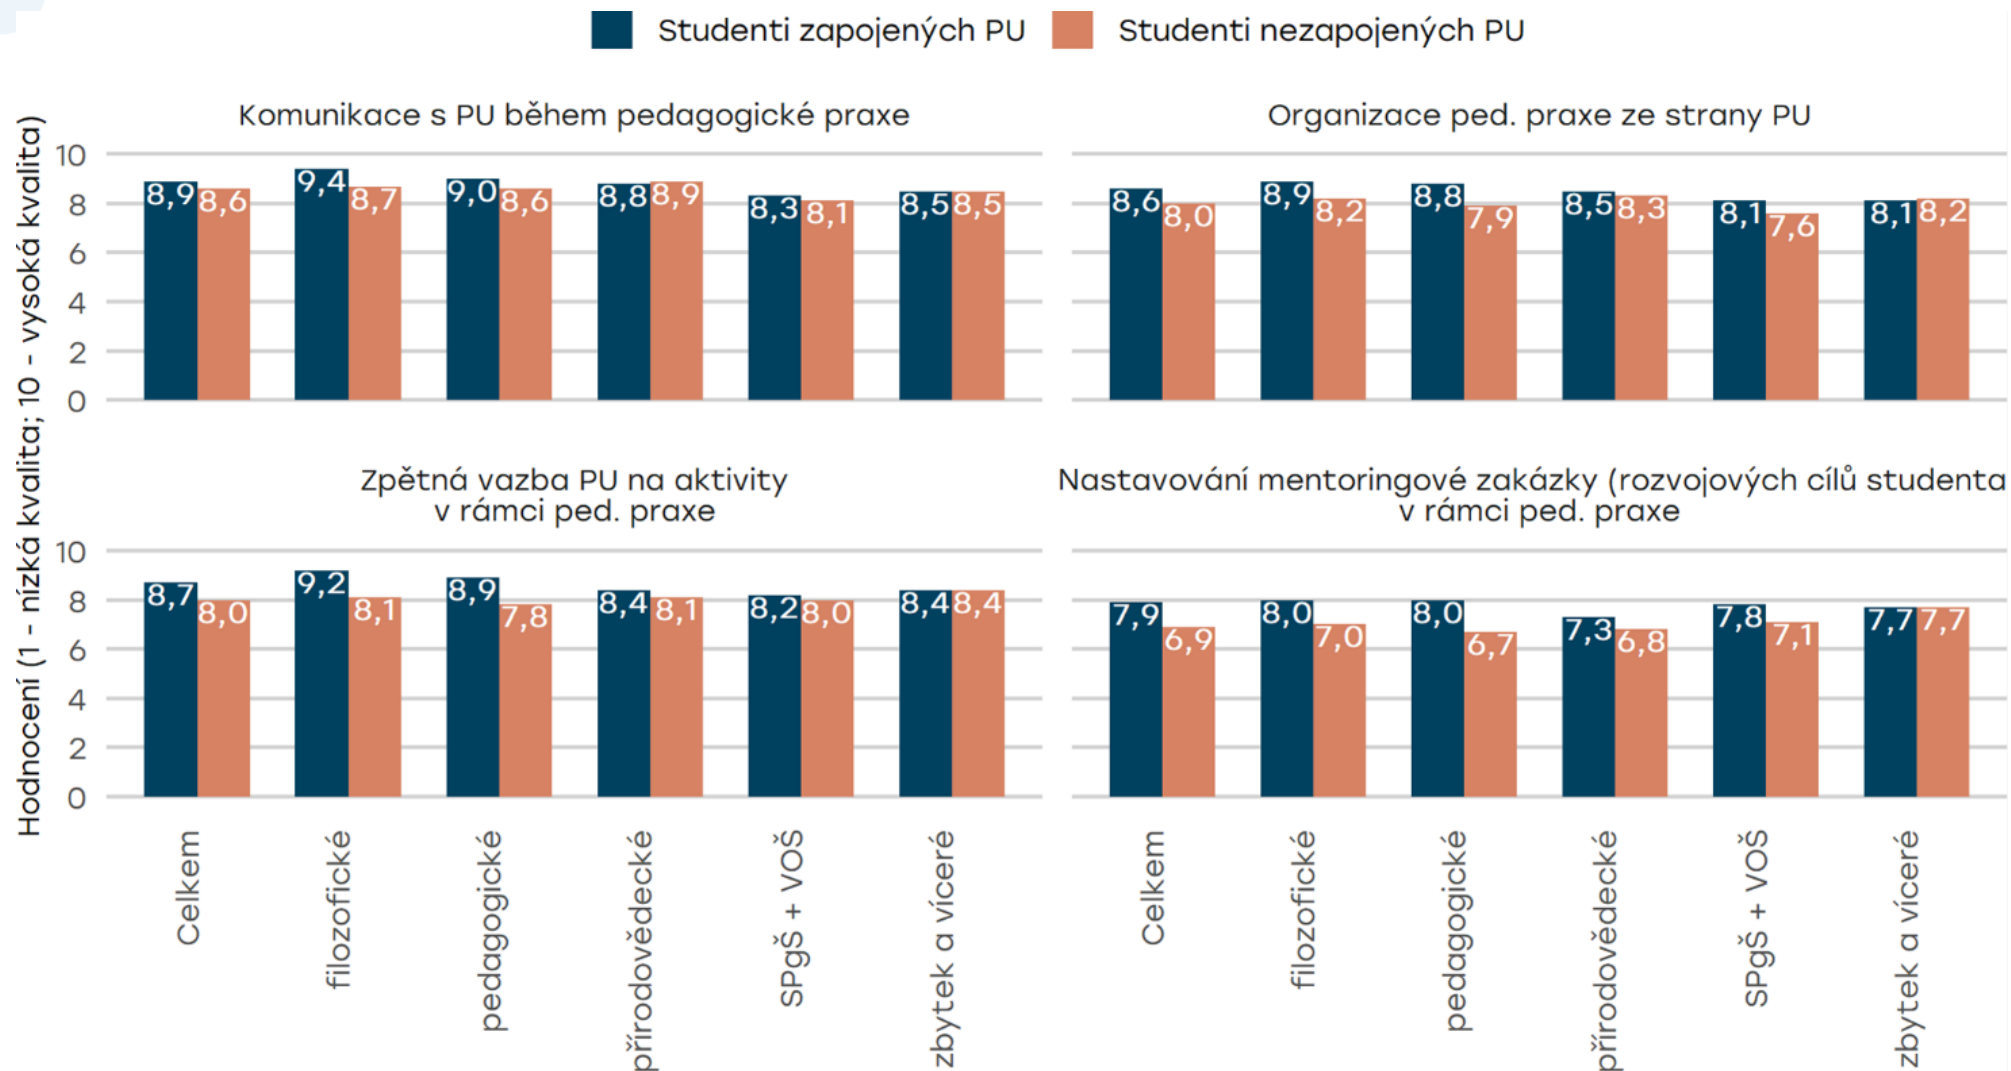 Studenti zapojených PU Studenti nezapojených PU
Hodnocení (1 - nízká kvalita; 10 - vysoká kvalita)
Komunikace s PU během pedagogické praxe
10
8
6
4
2
0
8,9 8,6 9,4 8,7 9,0 8,6 8,8 8,9 8,3 8,1 8,5 8,5
Organizace ped. praxe ze strany PU
8,6 8,0 8,9 8,2 8,8 7,9 8,5 8,3 8,1 7,6 8,1 8,2
Zpětná vazba PU na aktivity
v rámci ped. praxe
10
8
6
4
2
0
8,7 8,0 9,2 8,1 8,9 7,8 8,4 8,1 8,2 8,0 8,4 8,4
Nastavování mentoringové zakázky (rozvojových cílů studenta
v rámci ped. praxe
7,9 6,9 8,0 7,0 8,0 6,7 7,3 6,8 7,8 7,1 7,7 7,7
Celkem
filozofické
pedagogické
přírodovědecké
SPgŠ + VOŠ
zbytek a víceré
Celkem
filozofické
pedagogické
přírodovědecké
SPgŠ + VOŠ
zbytek a víceré